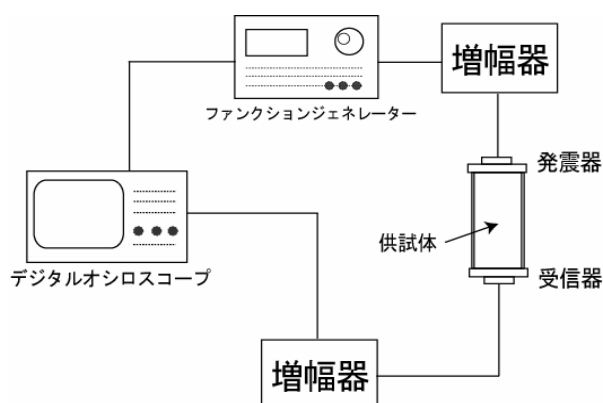 増幅器
ファンクションジェネレーター
発震器
供試体
デジタルオシロスコープ
受信器
増幅器